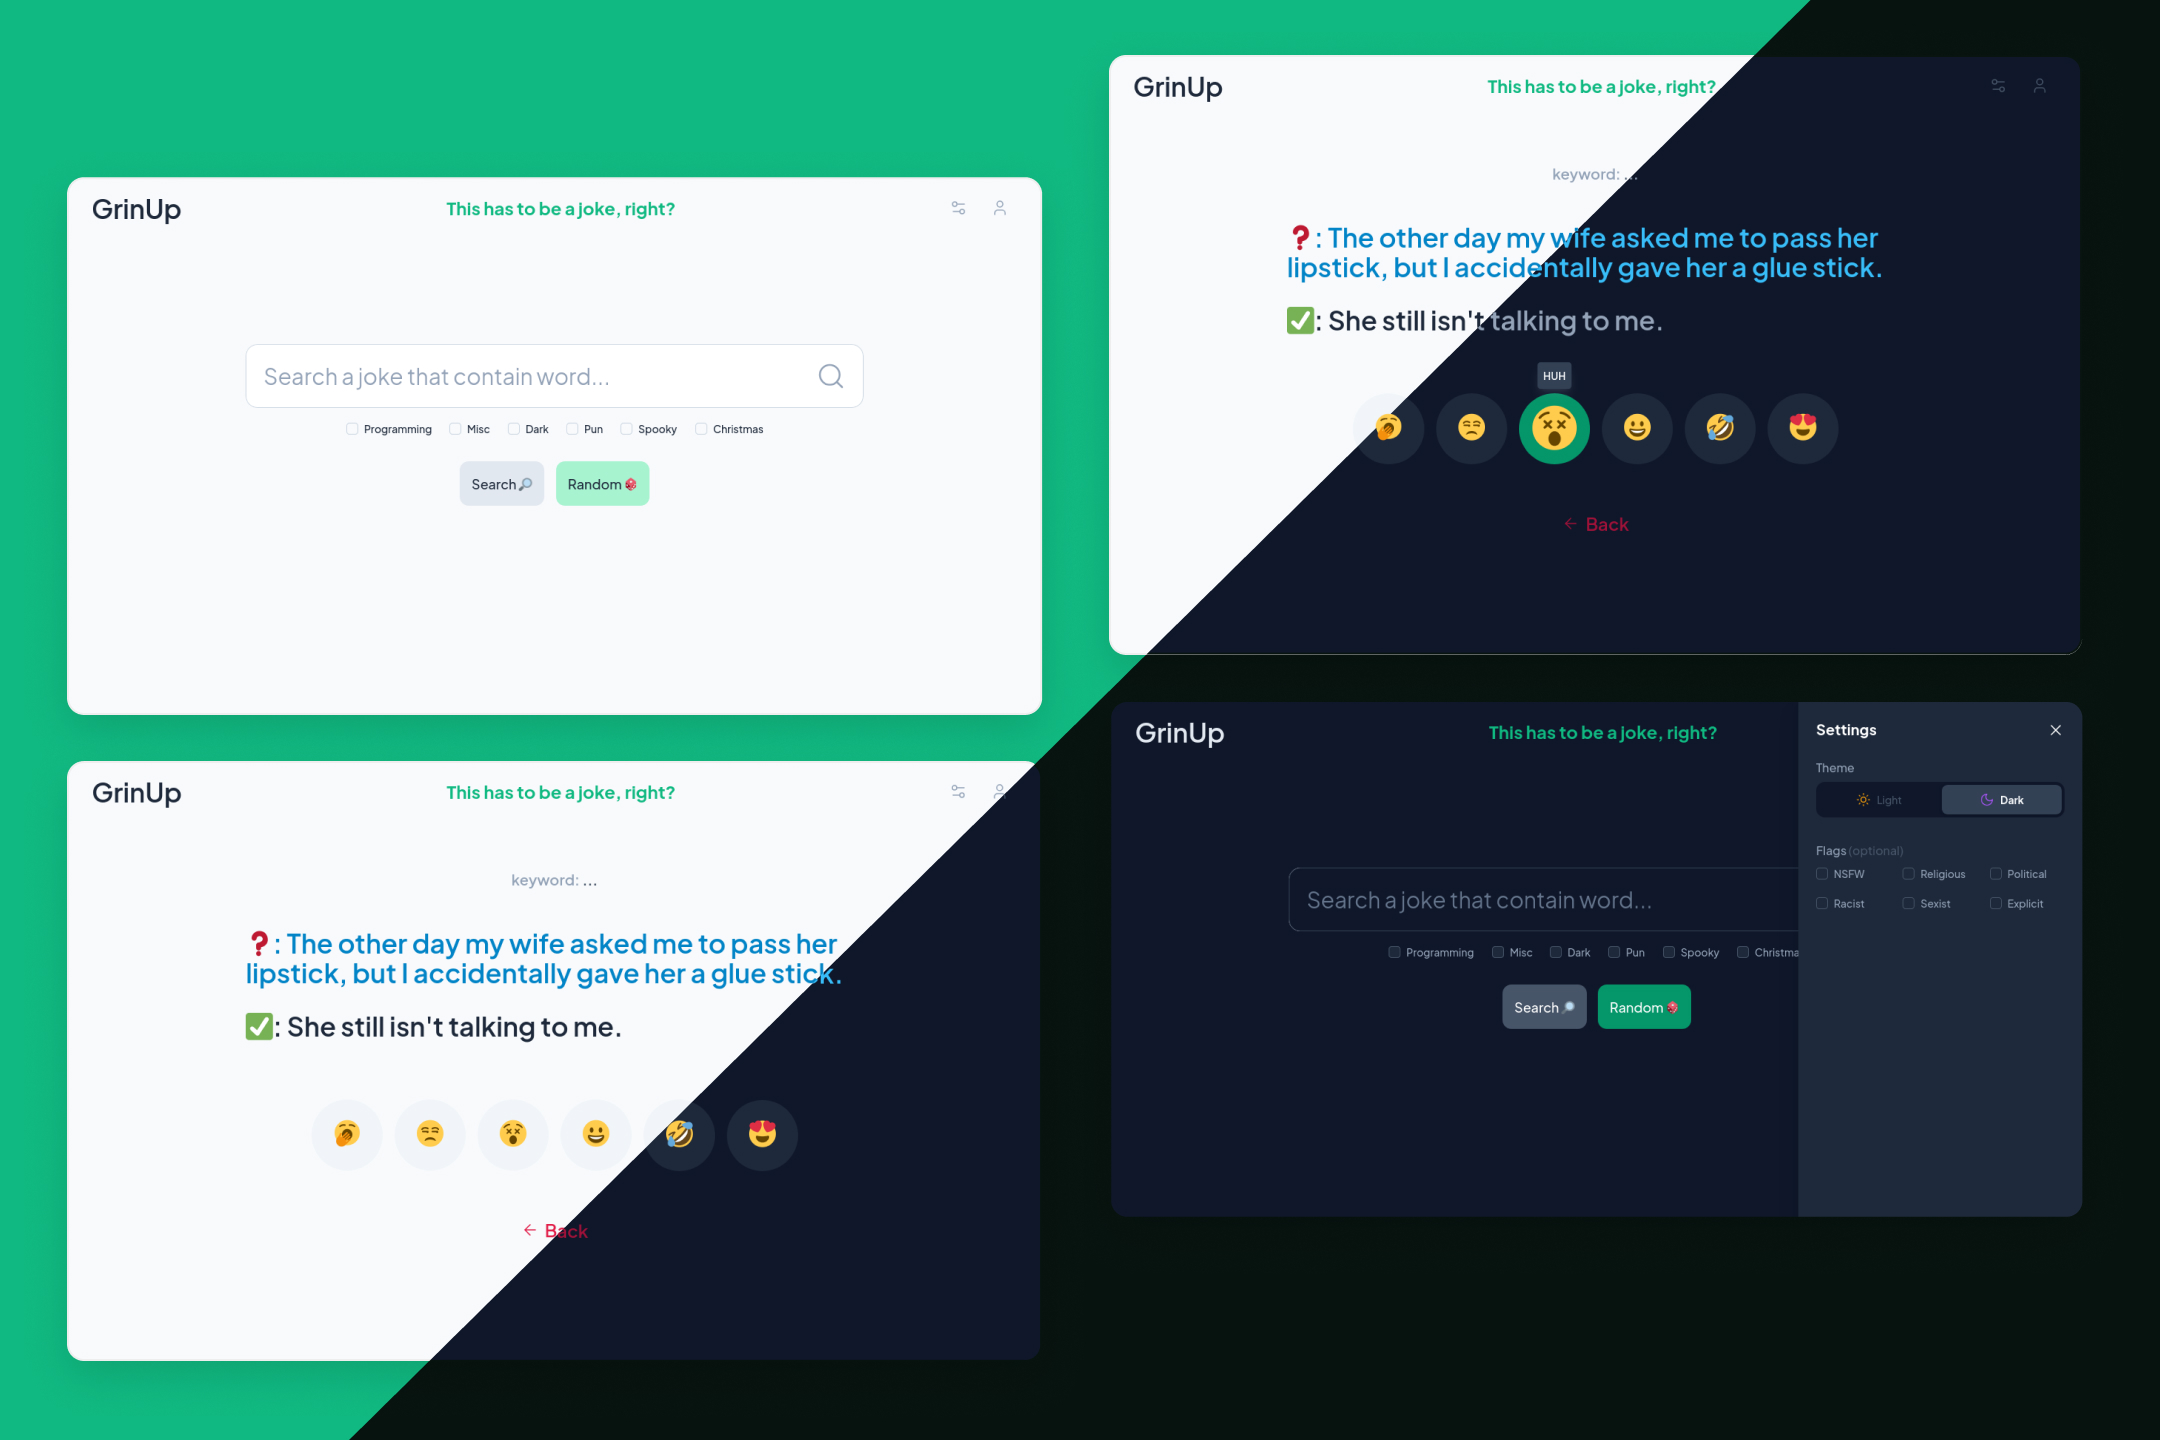 GrinUp
This has to be a joke, right?
Search a joke that contain word...
Programming Misc Dark Pun Spooky Christmas
Search🔎 Random🎲
GrinUp
This has to be a joke, right?
keyword: ...
❓: The other day my wife asked me to pass her
lipstick, but I accidentally gave her a glue stick.
✅: She still isn't talking to me.
HUH
← Back
GrinUp
This has to be a joke, right?
keyword: ...
❓: The other day my wife asked me to pass her
lipstick, but I accidentally gave her a glue stick.
✅: She still isn't talking to me.
← Back
GrinUp
This has to be a joke, right?
Search a joke that contain word...
Programming Misc Dark Pun Spooky Christma
Search🔎 Random🎲
Settings
Theme
Light Dark
Flags (optional)
NSFW Religious Political
Racist Sexist Explicit